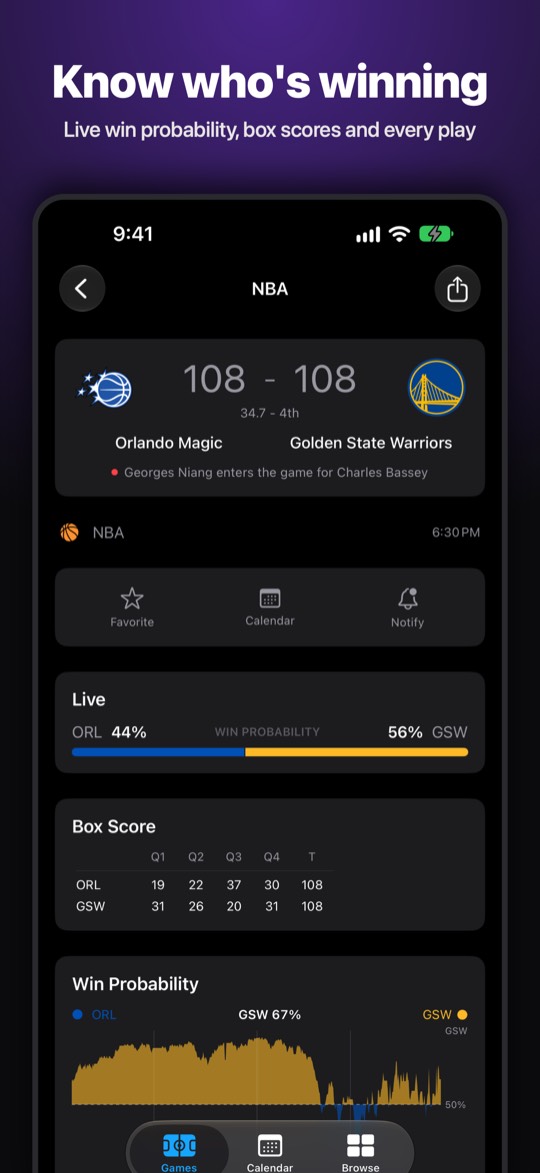 Know who's winning
Live win probability, box scores and every play
9:41
NBA
108 - 108
34.7 - 4th
Orlando Magic Golden State Warriors
Georges Niang enters the game for Charles Bassey
NBA 6:30 PM
Favorite Calendar Notify
Live
ORL 44% WIN PROBABILITY 56% GSW
Box Score
Q1 Q2 Q3 Q4 T
ORL 19 22 37 30 108
GSW 31 26 20 31 108
Win Probability
ORL GSW 67% GSW
GSW
50%
Games Calendar Browse